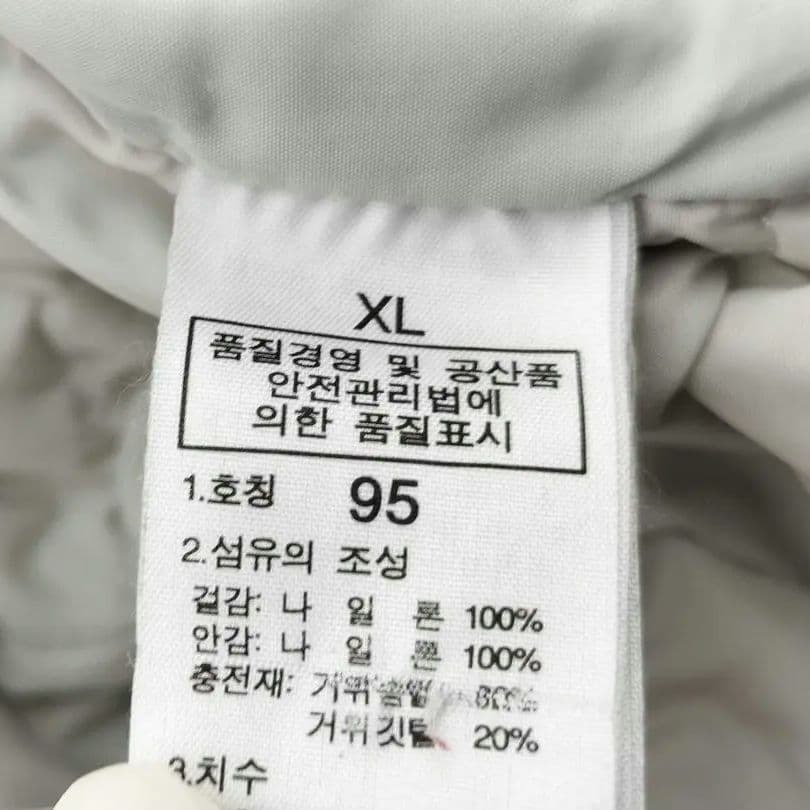 XL
품질경영 및 공산품
안전관리법에
의한 품질표시
1.호칭 95
2.섬유의 조성
겉감: 나 일 론 100%
안감: 나 일 론 100%
충전재: 거위
거위깃털 20%
3.치수